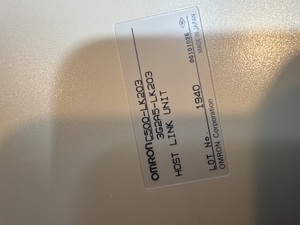 OMRON C500-LK203
3G2A5-LK203
HOST LINK UNIT
LOT No. 1940
OMRON Corporation MADE IN JAPAN